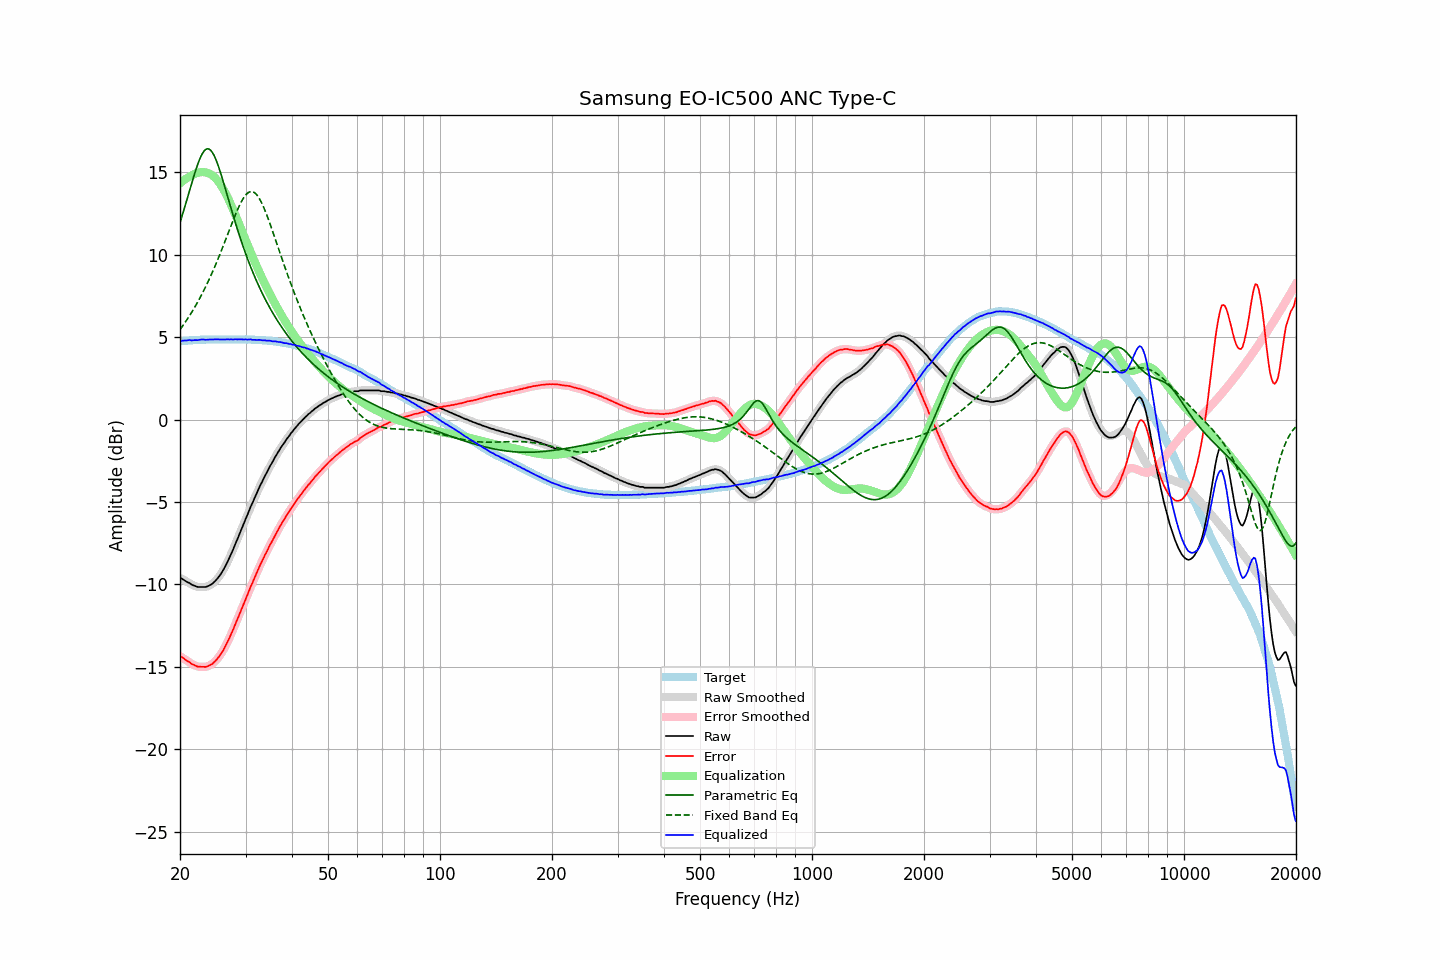 Samsung EO-IC500 ANC Type-C
Amplitude (dBr)
15
10
5
0
−5
−10
−15
−20
−25
20
50
100
200
500
1000
2000
5000
10000
20000
Frequency (Hz)
Target
Raw Smoothed
Error Smoothed
Raw
Error
Equalization
Parametric Eq
Fixed Band Eq
Equalized